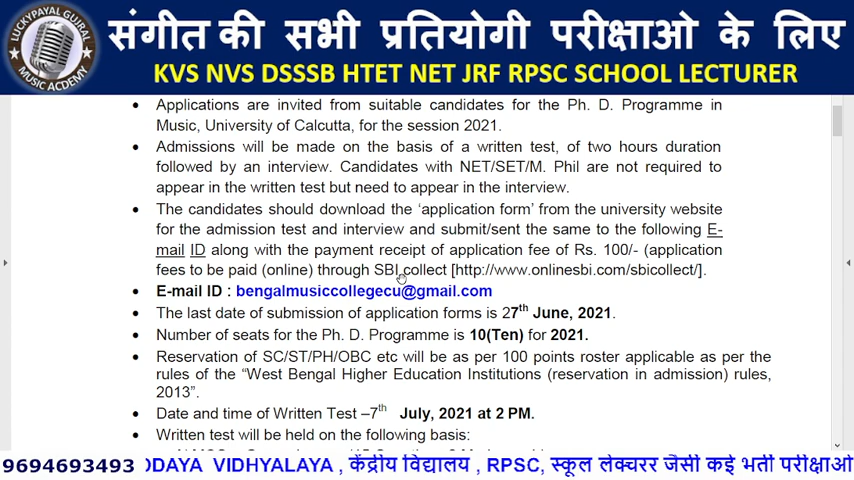 LUCKYPAYAL GUJRAL
MUSIC ACDEMY
संगीत की सभी प्रतियोगी परीक्षाओ के लिए
KVS NVS DSSSB HTET NET JRF RPSC SCHOOL LECTURER
• Applications are invited from suitable candidates for the Ph. D. Programme in
Music, University of Calcutta, for the session 2021.
• Admissions will be made on the basis of a written test, of two hours duration
followed by an interview. Candidates with NET/SET/M. Phil are not required to
appear in the written test but need to appear in the interview.
• The candidates should download the ‘application form’ from the university website
for the admission test and interview and submit/sent the same to the following E-
mail ID along with the payment receipt of application fee of Rs. 100/- (application
fees to be paid (online) through SBI collect [http://www.onlinesbi.com/sbicollect/].
• E-mail ID : bengalmusiccollegecu@gmail.com
• The last date of submission of application forms is 27th June, 2021.
• Number of seats for the Ph. D. Programme is 10(Ten) for 2021.
• Reservation of SC/ST/PH/OBC etc will be as per 100 points roster applicable as per the
rules of the “West Bengal Higher Education Institutions (reservation in admission) rules,
2013”.
• Date and time of Written Test –7th July, 2021 at 2 PM.
• Written test will be held on the following basis:
9694693493 ODAYA VIDHYALAYA , केंद्रीय विद्यालय , RPSC, स्कूल लेक्चरर जैसी कई भर्ती परीक्षाओ